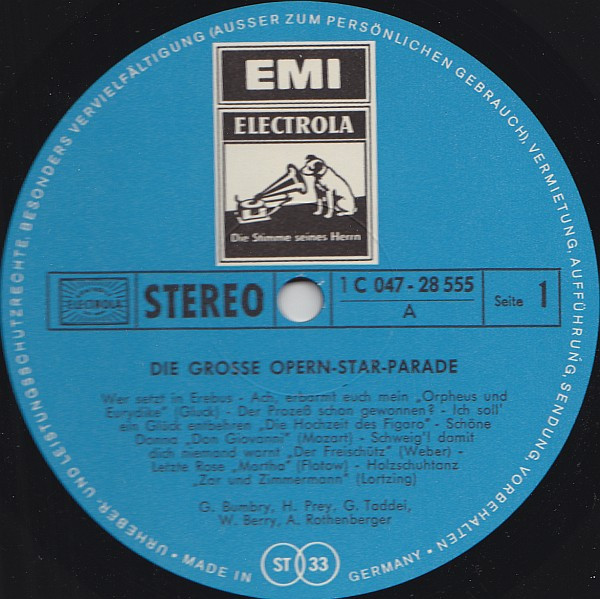 URHEBER- UND LEISTUNGSSCHUTZRECHTE, BESONDERS VERVIELFÄLTIGUNG (AUSSER ZUM PERSÖNLICHEN GEBRAUCH), VERMIETUNG, AUFFÜHRUNG, SENDUNG, VORBEHALTEN
EMI
ELECTROLA
Die Stimme seines Herrn
ELECTROLA
STEREO
1 C 047 - 28 555
A
Seite 1
DIE GROSSE OPERN-STAR-PARADE
Wer setzt in Erebus - Ach, erbarmt euch mein „Orpheus und
Eurydike" (Gluck) - Der Prozeß schon gewonnen? - Ich soll'
ein Glück entbehren „Die Hochzeit des Figaro" - Schöne
Donna „Don Giovanni" (Mozart) - Schweig'! damit
dich niemand warnt „Der Freischütz" (Weber) -
Letzte Rose „Martha" (Flotow) - Holzschuhtanz
„Zar und Zimmermann" (Lortzing)
G. Bumbry, H. Prey, G. Taddei,
W. Berry, A. Rothenberger
• MADE IN ST 33 GERMANY •